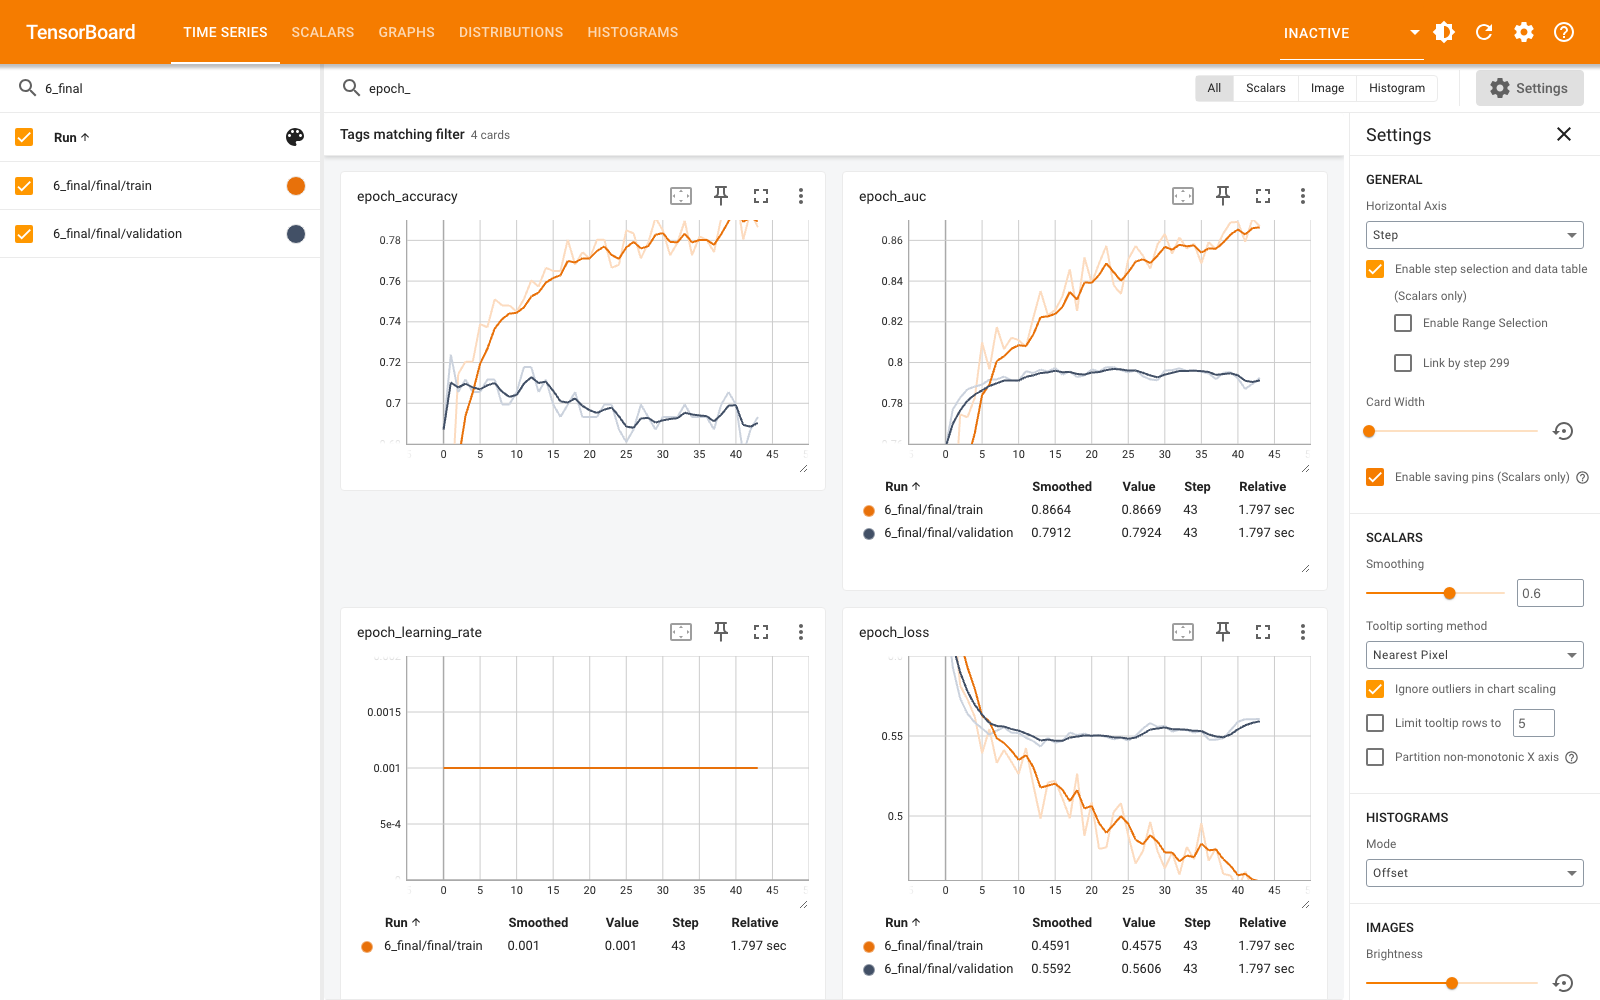 TensorBoard
TIME SERIES SCALARS GRAPHS DISTRIBUTIONS HISTOGRAMS
INACTIVE
6_final
epoch_
All Scalars Image Histogram
Settings
Run ↑
6_final/final/train
6_final/final/validation
Tags matching filter 4 cards
epoch_accuracy
0.78
0.76
0.74
0.72
0.7
0 5 10 15 20 25 30 35 40 45
epoch_auc
0.86
0.84
0.82
0.8
0.78
0 5 10 15 20 25 30 35 40 45
Run ↑ Smoothed Value Step Relative
6_final/final/train 0.8664 0.8669 43 1.797 sec
6_final/final/validation 0.7912 0.7924 43 1.797 sec
epoch_learning_rate
0.0015
0.001
5e-4
0 5 10 15 20 25 30 35 40 45
Run ↑ Smoothed Value Step Relative
6_final/final/train 0.001 0.001 43 1.797 sec
epoch_loss
0.55
0.5
0 5 10 15 20 25 30 35 40 45
Run ↑ Smoothed Value Step Relative
6_final/final/train 0.4591 0.4575 43 1.797 sec
6_final/final/validation 0.5592 0.5606 43 1.797 sec
Settings
GENERAL
Horizontal Axis
Step
Enable step selection and data table
(Scalars only)
Enable Range Selection
Link by step 299
Card Width
Enable saving pins (Scalars only)
SCALARS
Smoothing
0.6
Tooltip sorting method
Nearest Pixel
Ignore outliers in chart scaling
Limit tooltip rows to 5
Partition non-monotonic X axis
HISTOGRAMS
Mode
Offset
IMAGES
Brightness